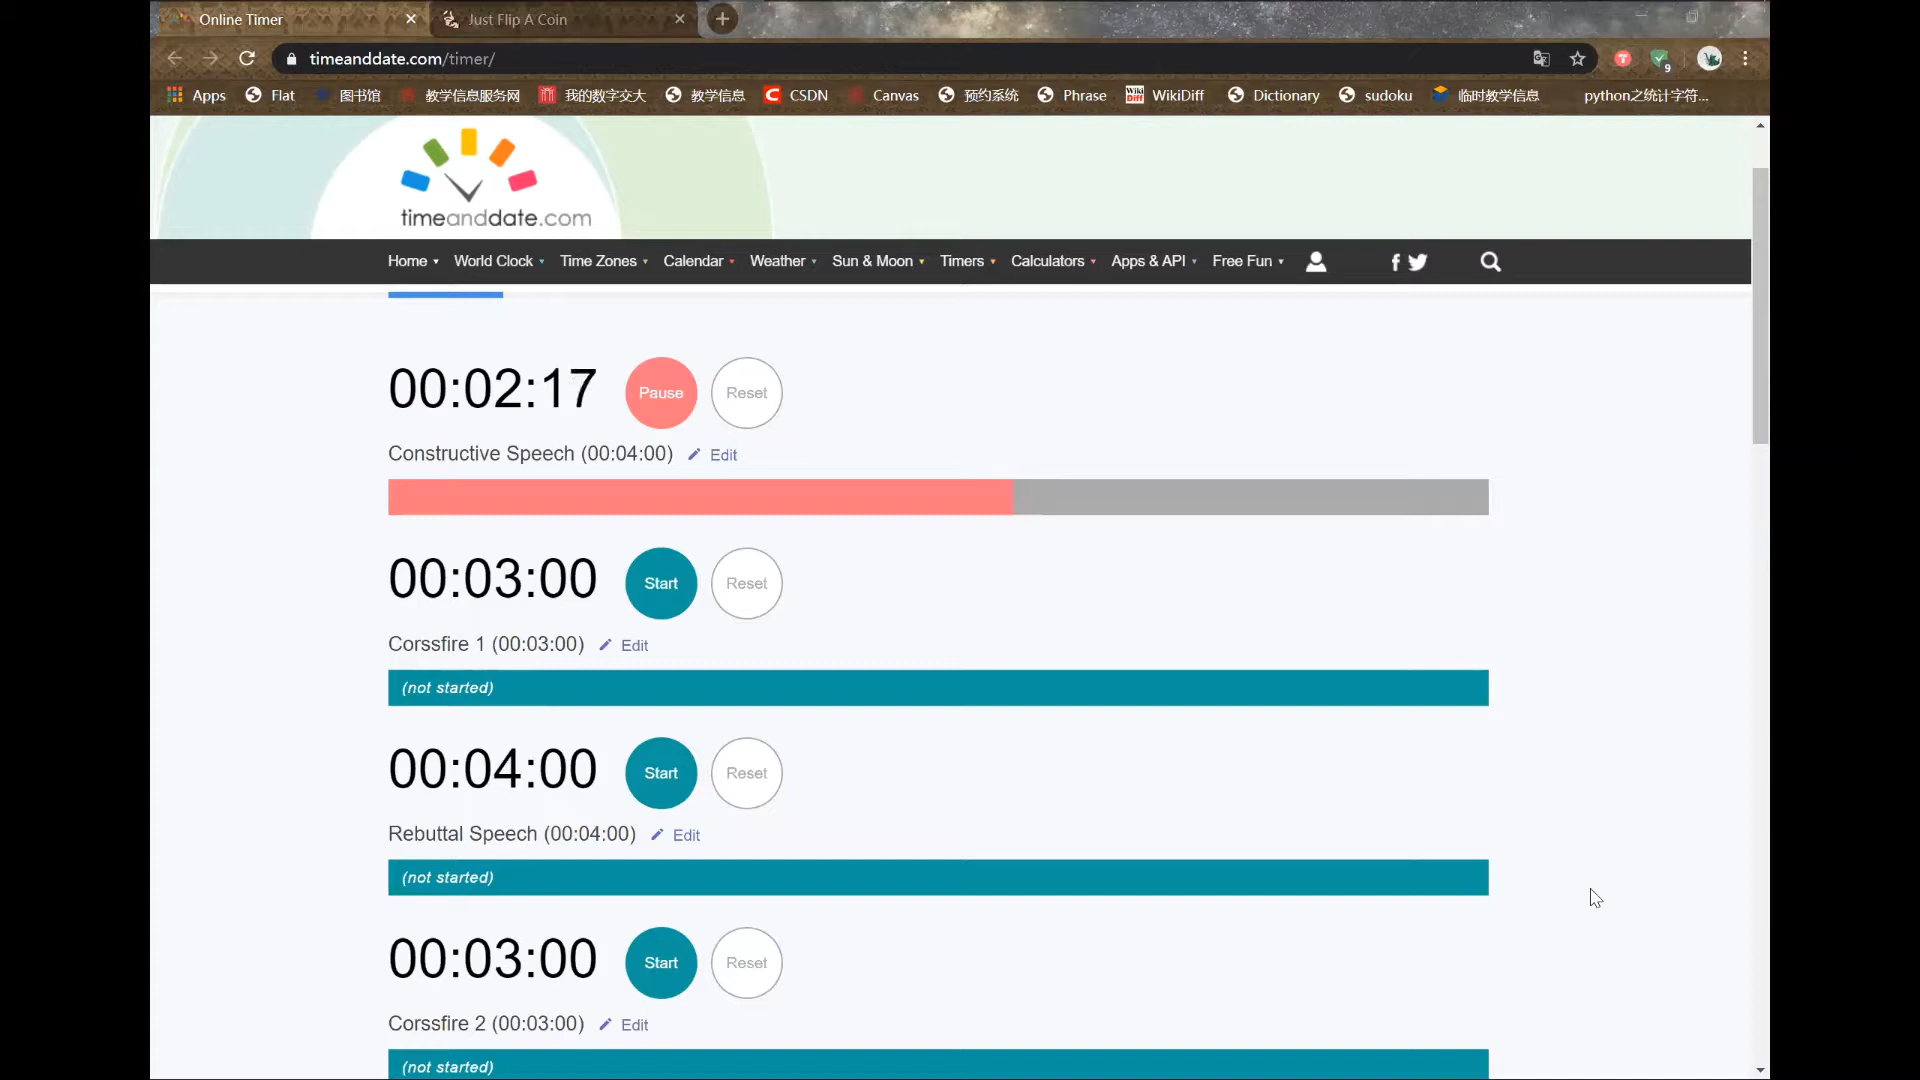 Online Timer
Just Flip A Coin
timeanddate.com/timer/
9
Apps Flat 图书馆 教学信息服务网 我的数字交大 教学信息 CSDN Canvas 预约系统 Phrase WikiDiff Dictionary sudoku 临时教学信息 python之统计字符...
timeanddate.com
Home World Clock Time Zones Calendar Weather Sun & Moon Timers Calculators Apps & API Free Fun
00:02:17 Pause Reset
Constructive Speech (00:04:00) Edit
00:03:00 Start Reset
Corssfire 1 (00:03:00) Edit
(not started)
00:04:00 Start Reset
Rebuttal Speech (00:04:00) Edit
(not started)
00:03:00 Start Reset
Corssfire 2 (00:03:00) Edit
(not started)